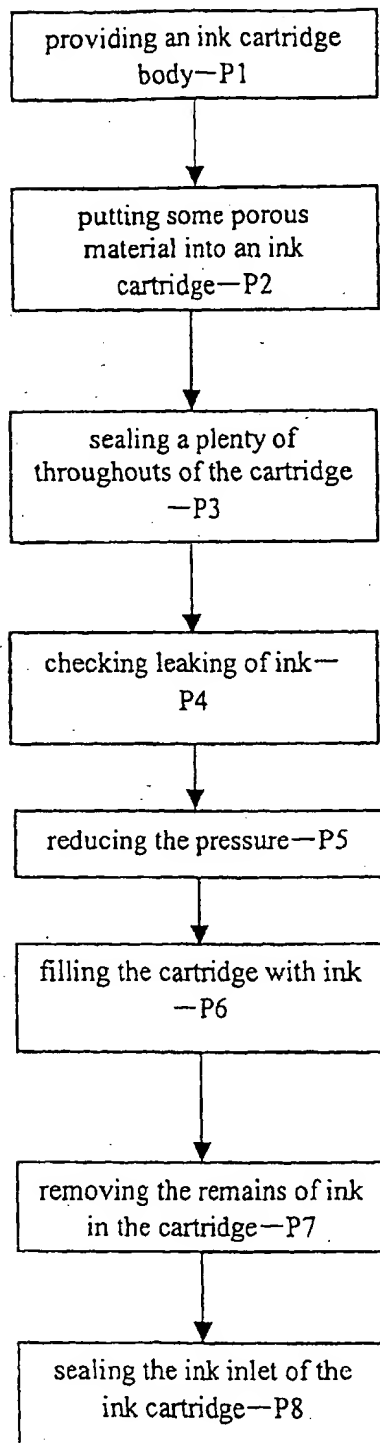 providing an ink cartridge
body—P1
putting some porous
material into an ink
cartridge—P2
sealing a plenty of
throughouts of the cartridge
—P3
checking leaking of ink—
P4
reducing the pressure—P5
filling the cartridge with ink
—P6
removing the remains of ink
in the cartridge—P7
sealing the ink inlet of the
ink cartridge—P8